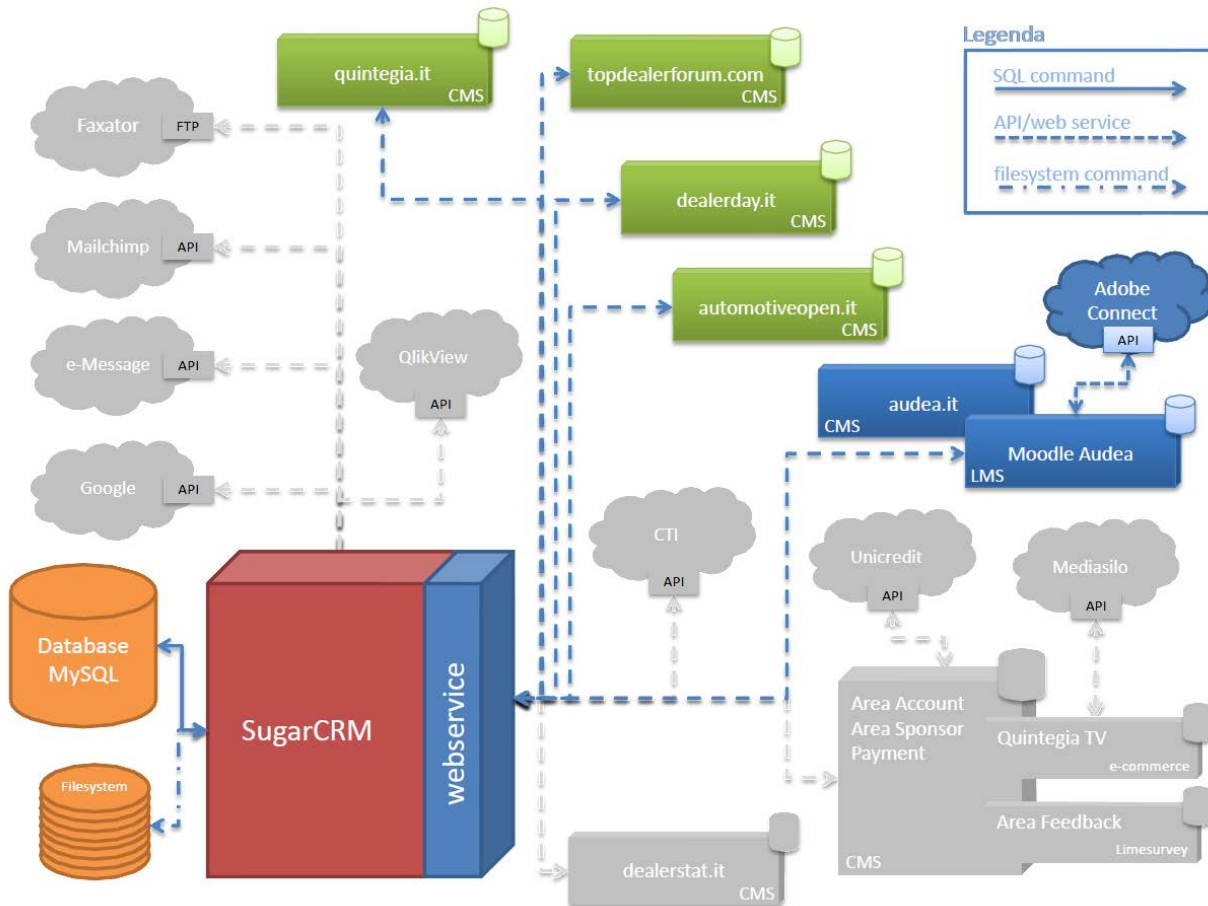 Legenda
SQL command
API/web service
filesystem command
quintegia.it
CMS
topdealerforum.com
CMS
Faxator
FTP
dealerday.it
CMS
Mailchimp
API
automotiveopen.it
CMS
Adobe
Connect
API
e-Message
API
QlikView
API
audea.it
CMS
Moodle Audea
LMS
Google
API
CTI
API
Unicredit
API
Mediasilo
API
Database
MySQL
Filesystem
SugarCRM
webservice
Area Account
Area Sponsor
Payment
CMS
Quintegia TV
e-commerce
Area Feedback
Limesurvey
dealerstat.it
CMS